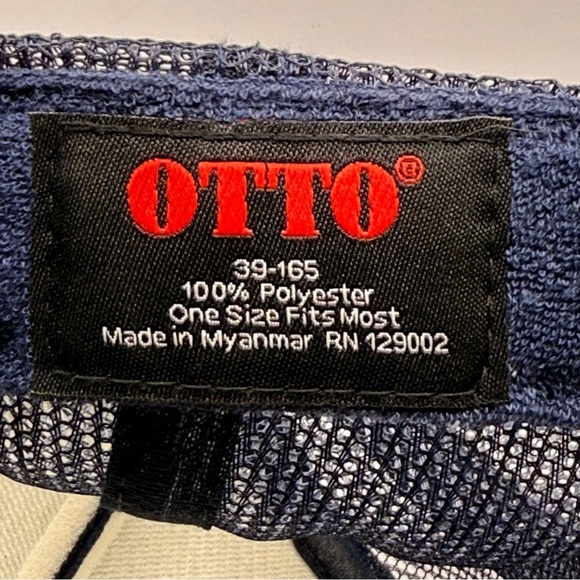 OTTO®
39-165
100% Polyester
One Size Fits Most
Made in Myanmar RN 129002